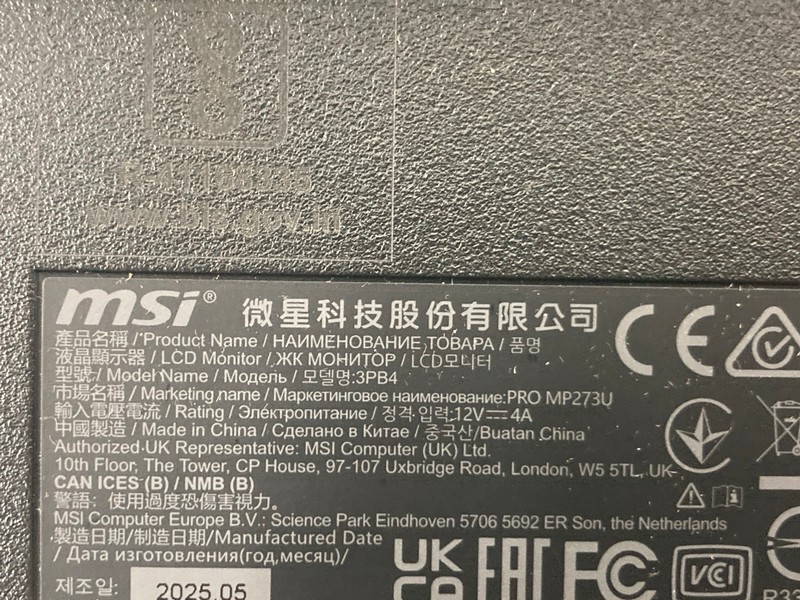 www.bis.gov.in
msi® 微星科技股份有限公司
產品名稱 / Product Name / НАИМЕНОВАНИЕ ТОВАРА / 품명
液晶顯示器 / LCD Monitor / ЖК МОНИТОР / LCD모니터
型號 / Model Name / Модель / 모델명:3PB4
市場名稱 / Marketing name / Маркетинговое наименование:PRO MP273U
輸入電壓電流 / Rating / Электропитание / 정격 입력:12V⎓4A
中國製造 / Made in China / Сделано в Китае / 중국산/Buatan China
Authorized UK Representative: MSI Computer (UK) Ltd.
10th Floor, The Tower, CP House, 97-107 Uxbridge Road, London, W5 5TL, UK
CAN ICES (B) / NMB (B)
警語：使用過度恐傷害視力。
MSI Computer Europe B.V.: Science Park Eindhoven 5706 5692 ER Son, the Netherlands
製造日期/制造日期/Manufactured Date
/ Дата изготовления(год,месяц)/
제조일: 2025.05
CE
UK
CA
EAC
FC
VCCI